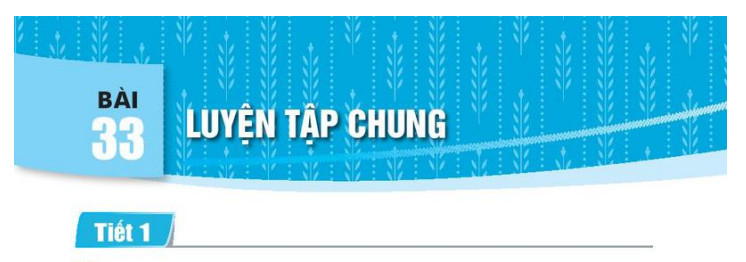 BÀI
33
LUYỆN TẬP CHUNG
Tiết 1